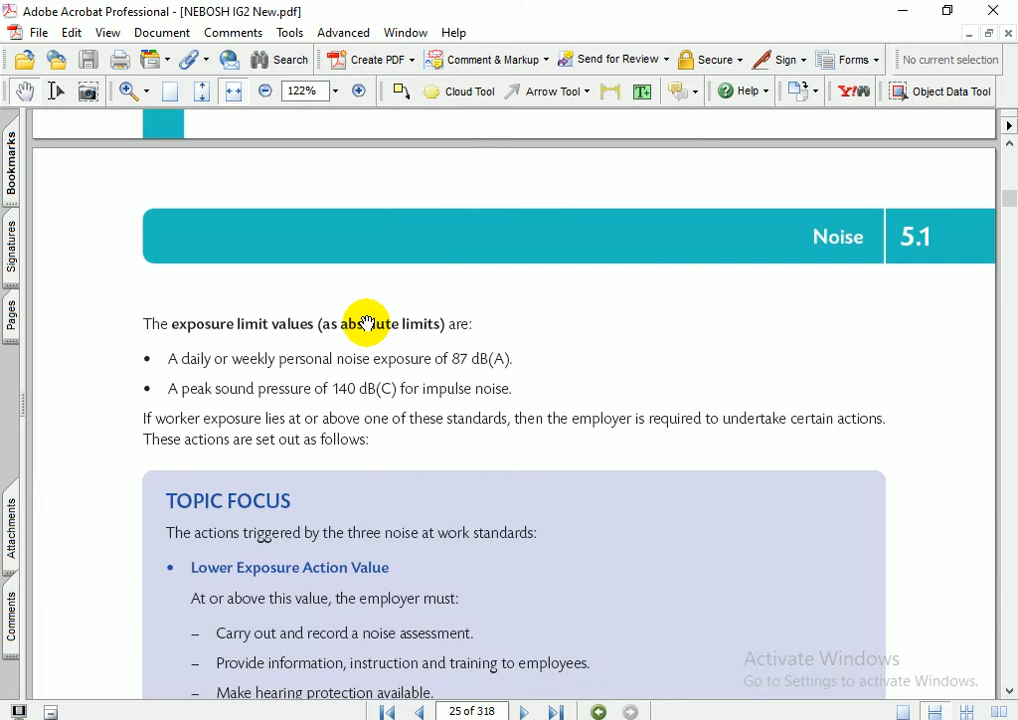 Adobe Acrobat Professional - [NEBOSH IG2 New.pdf]
File Edit View Document Comments Tools Advanced Window Help
Search Create PDF Comment & Markup Send for Review Secure Sign Forms No current selection
122% Cloud Tool Arrow Tool Help Y! Object Data Tool
Bookmarks
Signatures
Pages
Attachments
Comments
Noise 5.1
The exposure limit values (as absolute limits) are:
• A daily or weekly personal noise exposure of 87 dB(A).
• A peak sound pressure of 140 dB(C) for impulse noise.
If worker exposure lies at or above one of these standards, then the employer is required to undertake certain actions.
These actions are set out as follows:
TOPIC FOCUS
The actions triggered by the three noise at work standards:
• Lower Exposure Action Value
At or above this value, the employer must:
– Carry out and record a noise assessment.
– Provide information, instruction and training to employees.
– Make hearing protection available.
Activate Windows
Go to Settings to activate Windows.
25 of 318